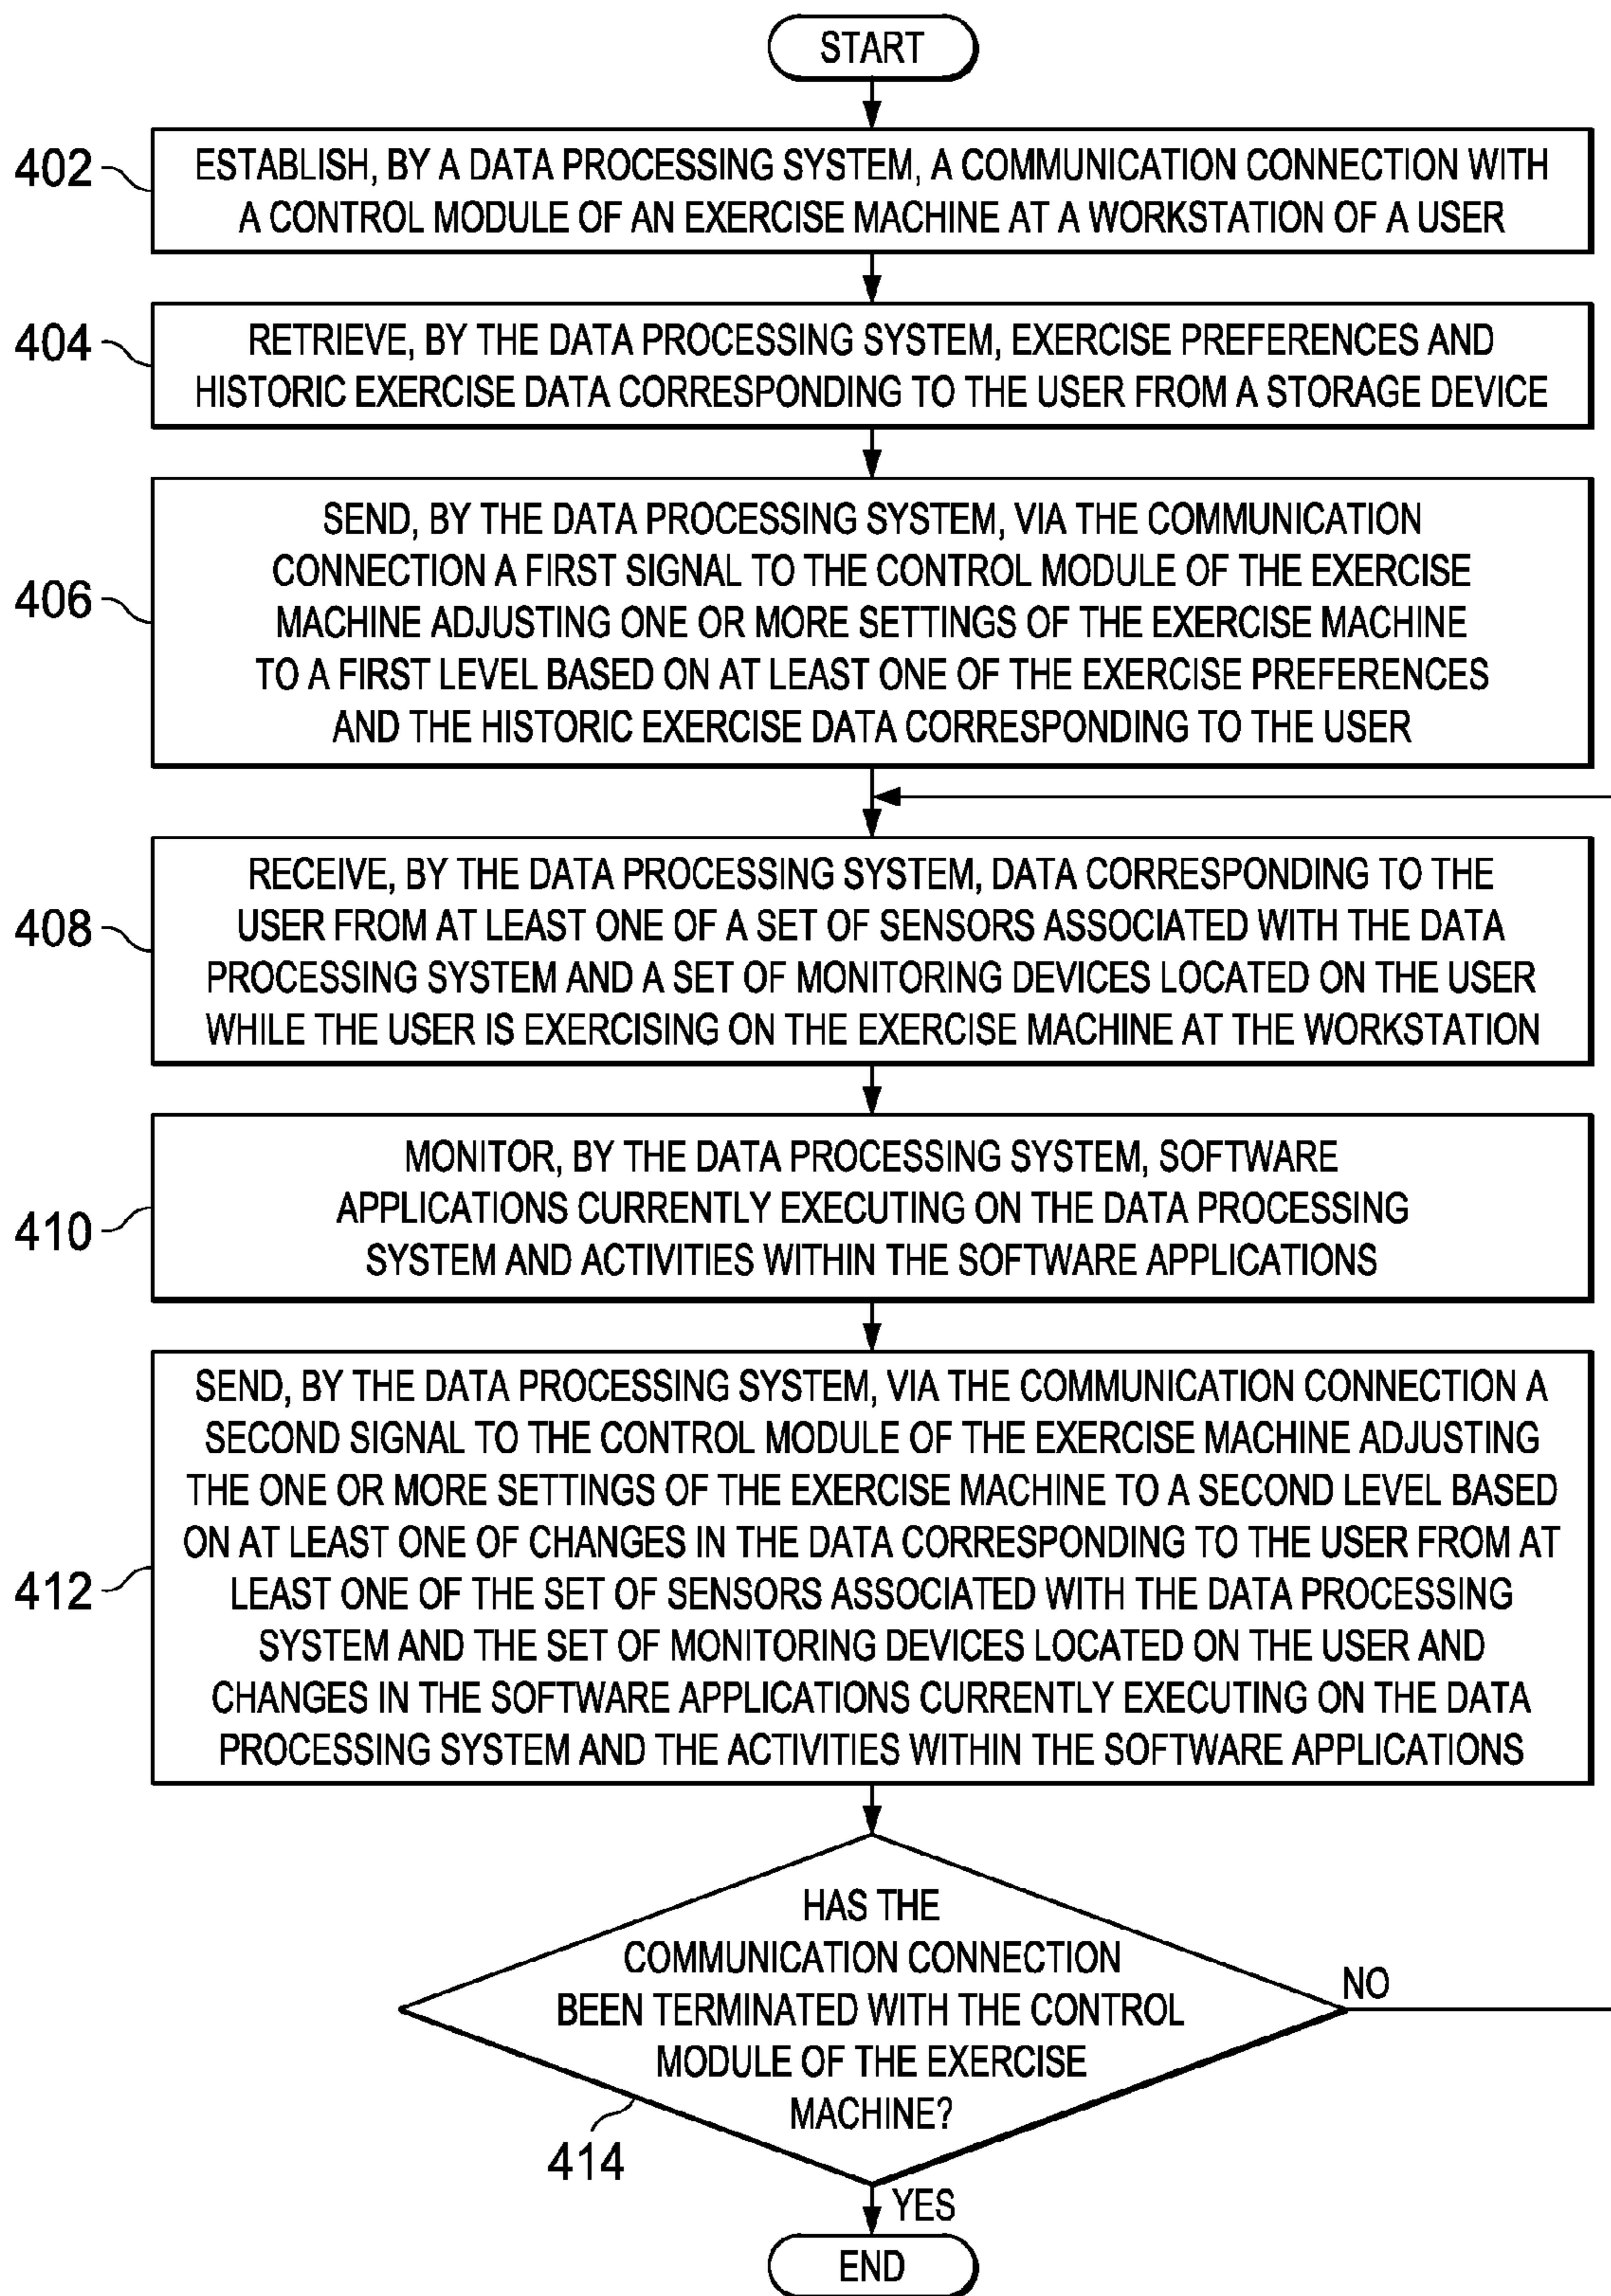 START
402
ESTABLISH, BY A DATA PROCESSING SYSTEM, A COMMUNICATION CONNECTION WITH
A CONTROL MODULE OF AN EXERCISE MACHINE AT A WORKSTATION OF A USER
404
RETRIEVE, BY THE DATA PROCESSING SYSTEM, EXERCISE PREFERENCES AND
HISTORIC EXERCISE DATA CORRESPONDING TO THE USER FROM A STORAGE DEVICE
406
SEND, BY THE DATA PROCESSING SYSTEM, VIA THE COMMUNICATION
CONNECTION A FIRST SIGNAL TO THE CONTROL MODULE OF THE EXERCISE
MACHINE ADJUSTING ONE OR MORE SETTINGS OF THE EXERCISE MACHINE
TO A FIRST LEVEL BASED ON AT LEAST ONE OF THE EXERCISE PREFERENCES
AND THE HISTORIC EXERCISE DATA CORRESPONDING TO THE USER
408
RECEIVE, BY THE DATA PROCESSING SYSTEM, DATA CORRESPONDING TO THE
USER FROM AT LEAST ONE OF A SET OF SENSORS ASSOCIATED WITH THE DATA
PROCESSING SYSTEM AND A SET OF MONITORING DEVICES LOCATED ON THE USER
WHILE THE USER IS EXERCISING ON THE EXERCISE MACHINE AT THE WORKSTATION
410
MONITOR, BY THE DATA PROCESSING SYSTEM, SOFTWARE
APPLICATIONS CURRENTLY EXECUTING ON THE DATA PROCESSING
SYSTEM AND ACTIVITIES WITHIN THE SOFTWARE APPLICATIONS
412
SEND, BY THE DATA PROCESSING SYSTEM, VIA THE COMMUNICATION CONNECTION A
SECOND SIGNAL TO THE CONTROL MODULE OF THE EXERCISE MACHINE ADJUSTING
THE ONE OR MORE SETTINGS OF THE EXERCISE MACHINE TO A SECOND LEVEL BASED
ON AT LEAST ONE OF CHANGES IN THE DATA CORRESPONDING TO THE USER FROM AT
LEAST ONE OF THE SET OF SENSORS ASSOCIATED WITH THE DATA PROCESSING
SYSTEM AND THE SET OF MONITORING DEVICES LOCATED ON THE USER AND
CHANGES IN THE SOFTWARE APPLICATIONS CURRENTLY EXECUTING ON THE DATA
PROCESSING SYSTEM AND THE ACTIVITIES WITHIN THE SOFTWARE APPLICATIONS
HAS THE
COMMUNICATION CONNECTION
BEEN TERMINATED WITH THE CONTROL
MODULE OF THE EXERCISE
MACHINE?
NO
414
YES
END